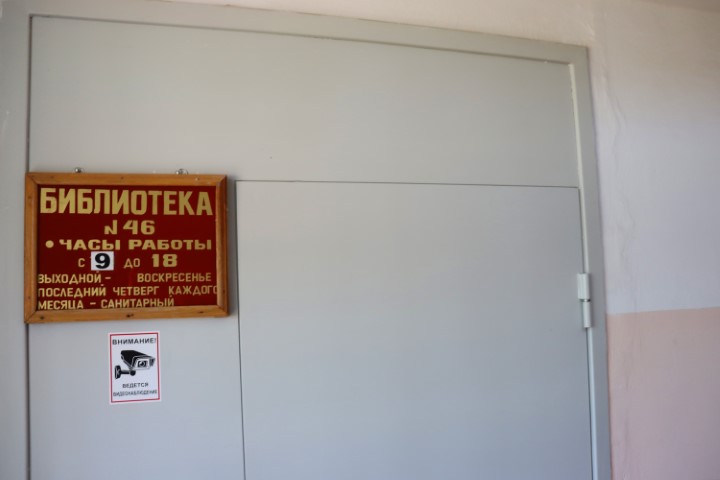 БИБЛИОТЕКА
N 46
• ЧАСЫ РАБОТЫ
С 9 ДО 18
ВЫХОДНОЙ - ВОСКРЕСЕНЬЕ
ПОСЛЕДНИЙ ЧЕТВЕРГ КАЖДОГО
МЕСЯЦА - САНИТАРНЫЙ
ВНИМАНИЕ!
ВЕДЕТСЯ
ВИДЕОНАБЛЮДЕНИЕ